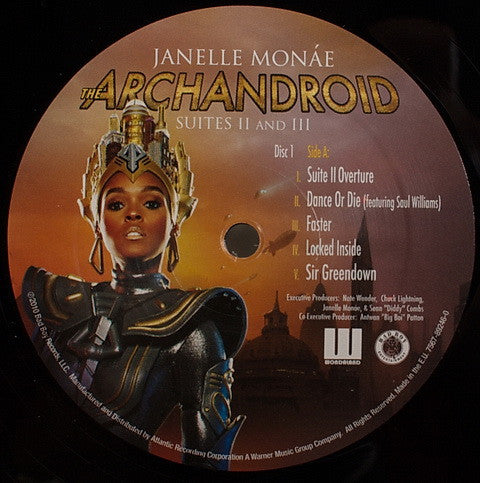 JANELLE MONÁE
THE ARCHANDROID
SUITES II AND III
Disc 1 Side A:
I. Suite II Overture
II. Dance Or Die (featuring Saul Williams)
III. Faster
IV. Locked Inside
V. Sir Greendown
Executive Producers: Nate Wonder, Chuck Lightning,
Janelle Monáe, & Sean "Diddy" Combs
Co Executive Producer: Antwan "Big Boi" Patton
WONDALAND
BAD BOY
℗2010 Bad Boy Records, LLC. Manufactured and Distributed by Atlantic Recording Corporation A Warner Music Group Company. All Rights Reserved. Made in the E.U.